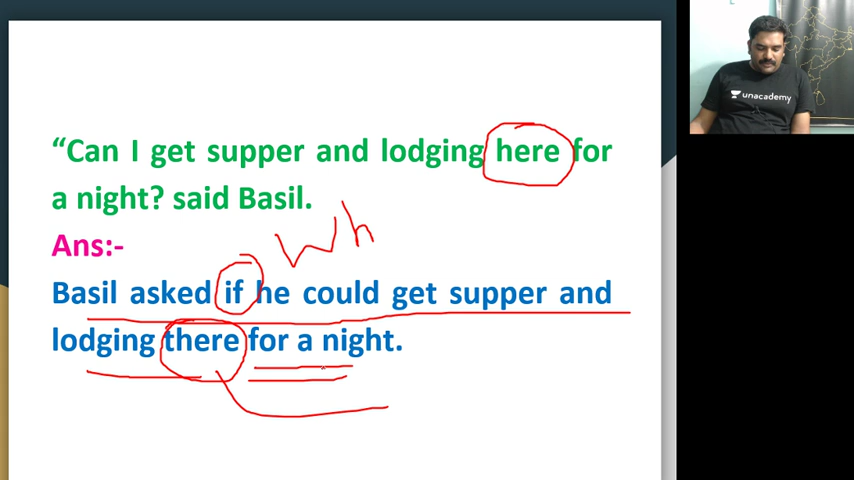 “Can I get supper and lodging here for
a night? said Basil.
Ans:-
Wh
Basil asked if he could get supper and
lodging there for a night.
unacademy